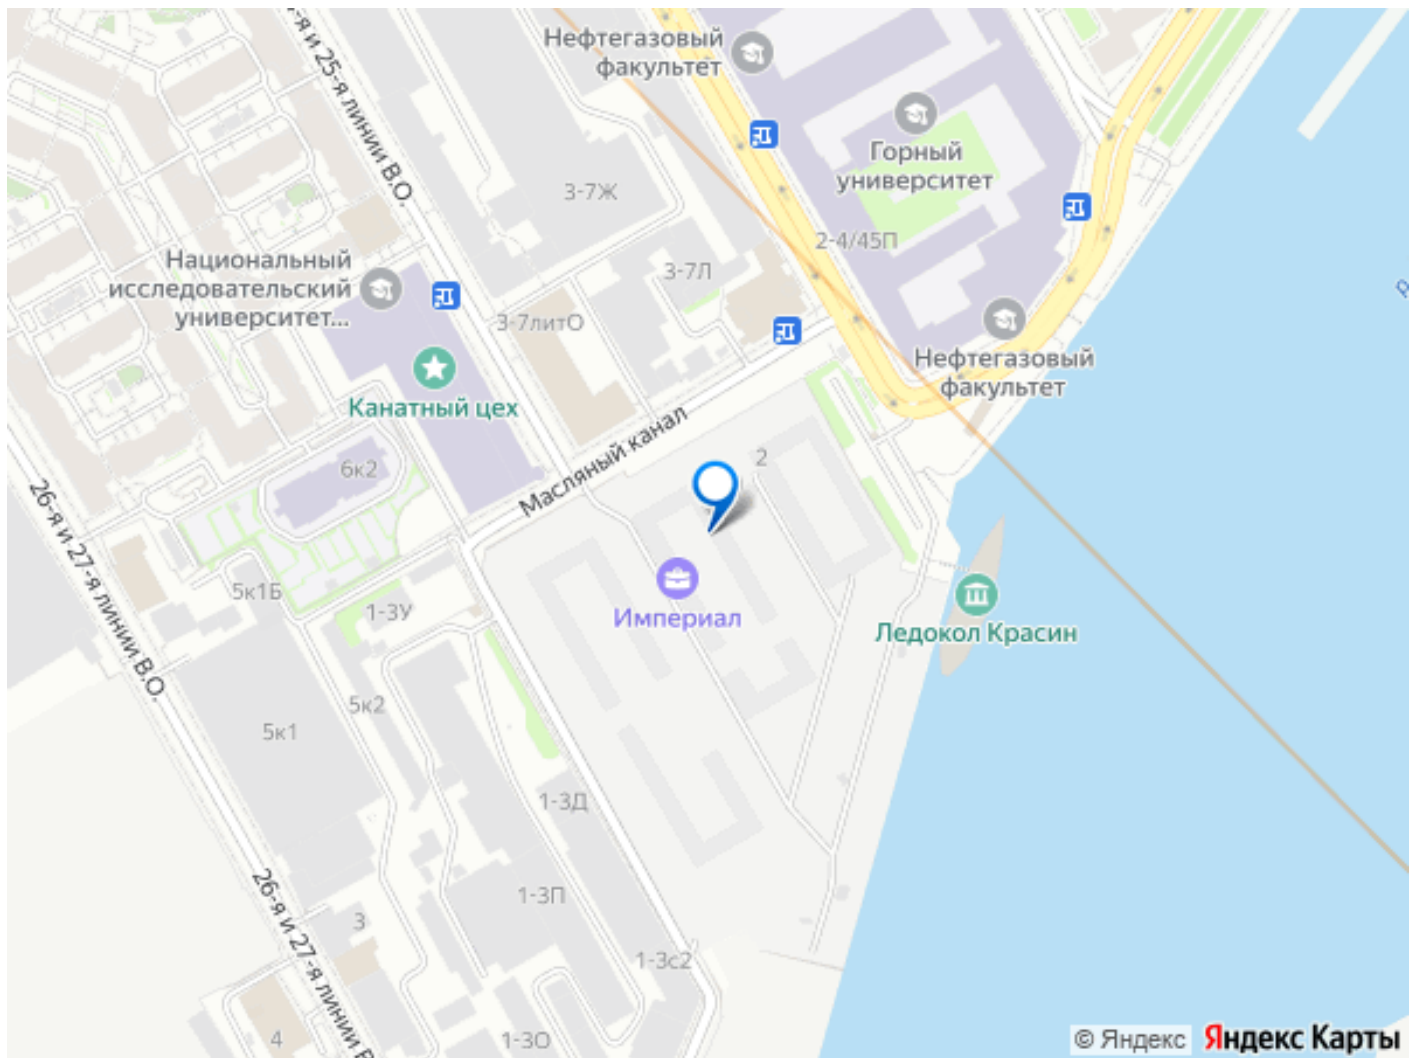 Нефтегазовый
факультет
и 25-я линии В.О.
Горный
университет
3-7Ж
2-4/45П
Национальный
исследовательский
университет...
3-7Л
3-7литО
Нефтегазовый
факультет
Канатный цех
Масляный канал
2
6к2
26-я и 27-я линии В.О.
5к1Б
1-3У
Империал
Ледокол Красин
5к2
5к1
1-3Д
1-3П
26-я и 27-я линии В
3
1-3с2
4
1-3О
© Яндекс
Яндекс Карты